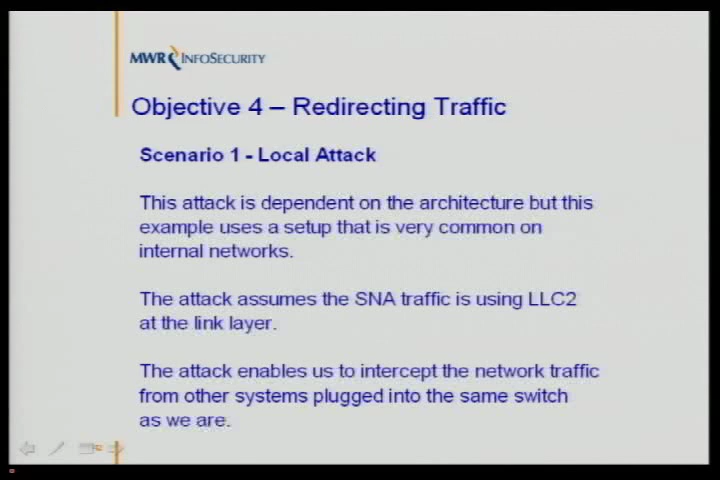 MWR INFOSECURITY
Objective 4 – Redirecting Traffic
Scenario 1 - Local Attack
This attack is dependent on the architecture but this
example uses a setup that is very common on
internal networks.
The attack assumes the SNA traffic is using LLC2
at the link layer.
The attack enables us to intercept the network traffic
from other systems plugged into the same switch
as we are.